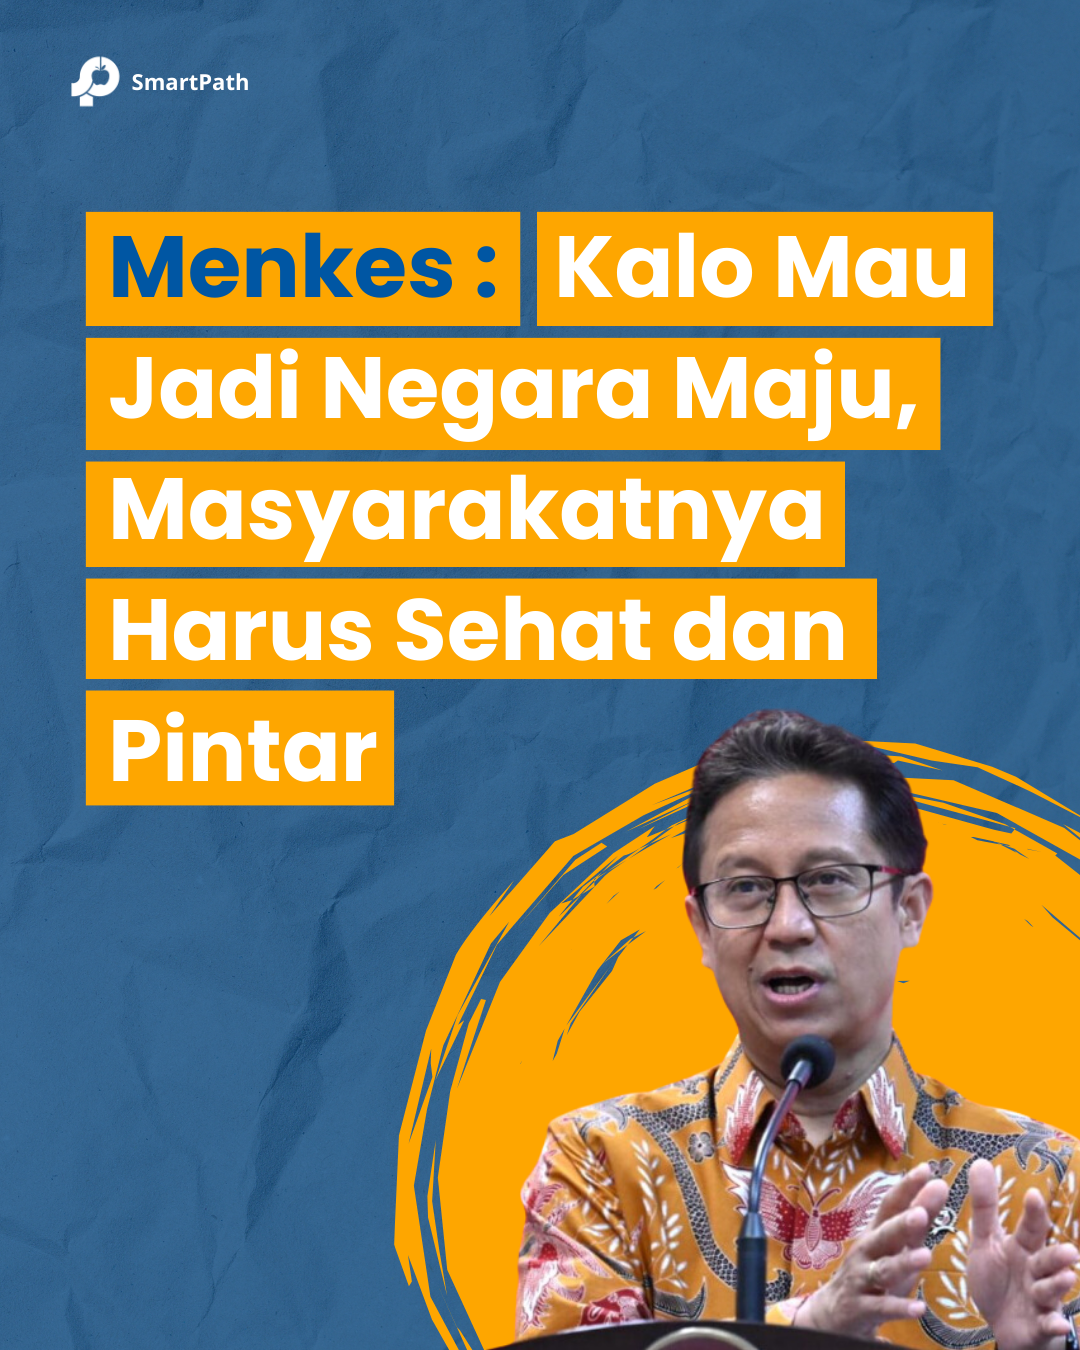 SmartPath
Menkes : Kalo Mau
Jadi Negara Maju,
Masyarakatnya
Harus Sehat dan
Pintar